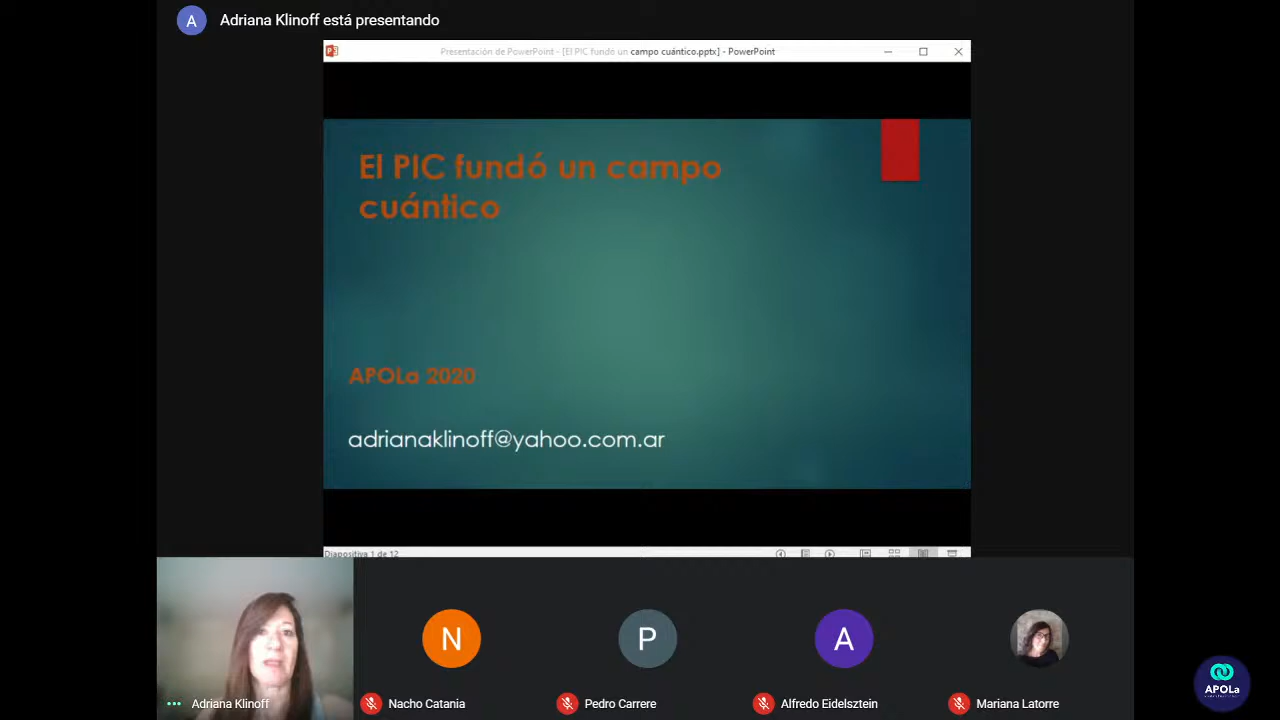 A
Adriana Klinoff está presentando
Presentación de PowerPoint - [El PIC fundó un campo cuántico.pptx] - PowerPoint
El PIC fundó un campo
cuántico
APOLa 2020
adrianaklinoff@yahoo.com.ar
Diapositiva 1 de 12
N
P
A
Adriana Klinoff
Nacho Catania
Pedro Carrere
Alfredo Eidelsztein
Mariana Latorre
APOLa